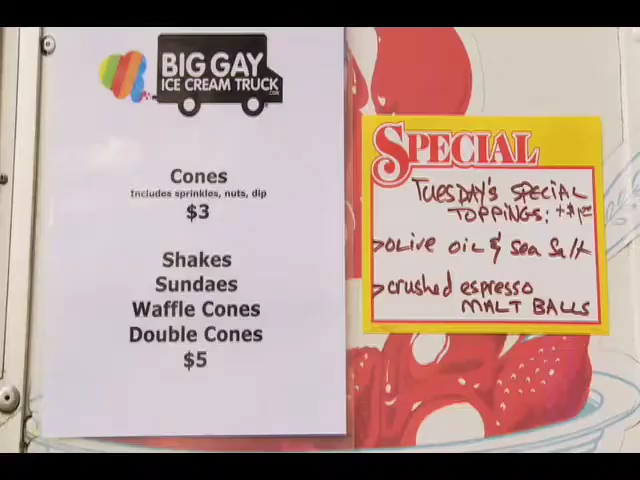 BIG GAY
ICE CREAM TRUCK
.COM
Cones
Includes sprinkles, nuts, dip
$3
Shakes
Sundaes
Waffle Cones
Double Cones
$5
SPECIAL
TUESDAY'S SPECIAL
TOPPINGS: +$1.00
>OLIVE OIL & Sea Salt
>crushed espresso
MALT BALLS